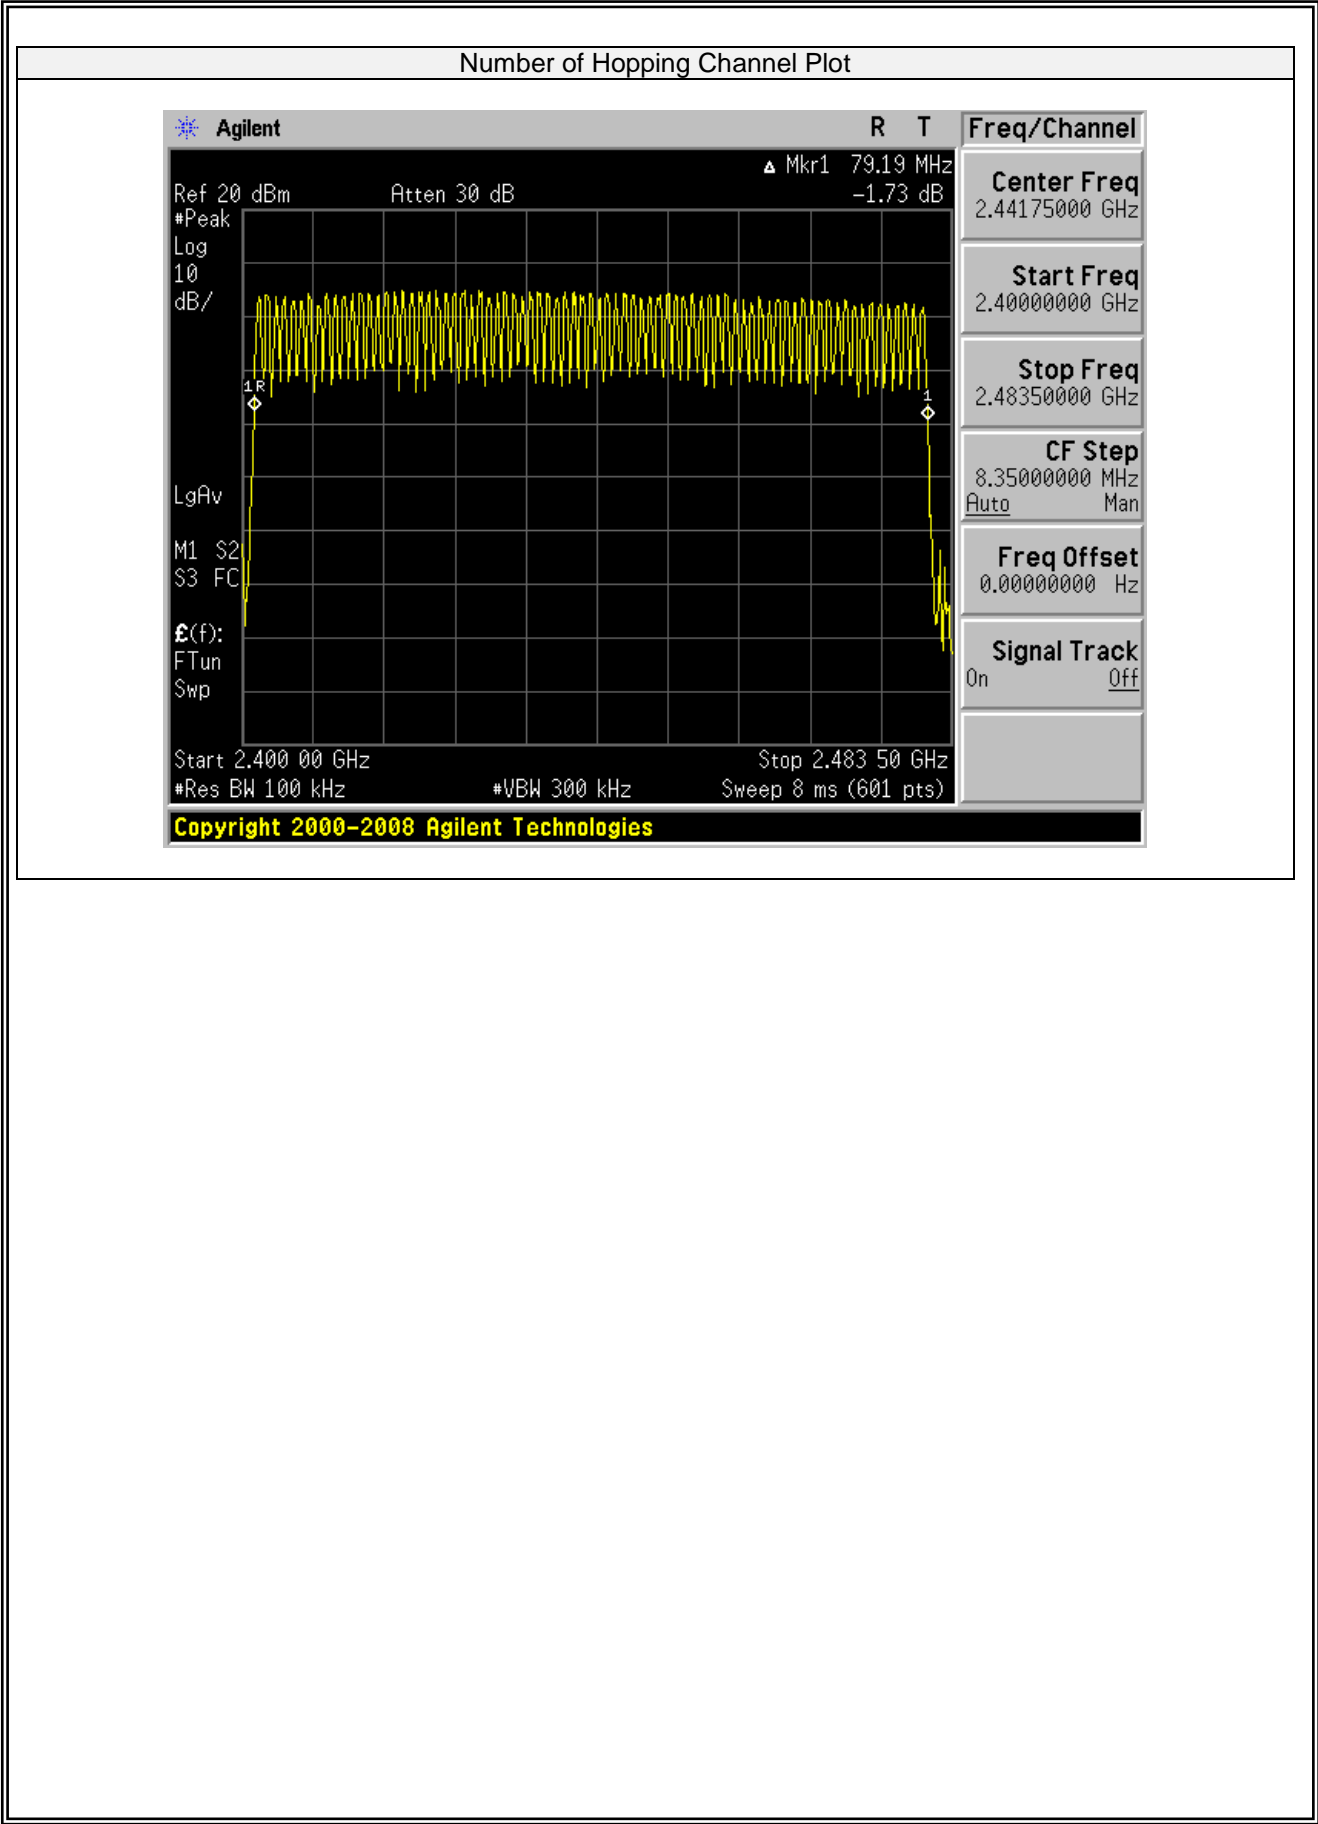 Number of Hopping Channel Plot
Agilent R T Freq/Channel
Δ Mkr1 79.19 MHz
Ref 20 dBm Atten 30 dB -1.73 dB
#Peak
Log
10
dB/
1R
1
LgAv
M1 S2
S3 FC
£(f):
FTun
Swp
Start 2.400 00 GHz Stop 2.483 50 GHz
#Res BW 100 kHz #VBW 300 kHz Sweep 8 ms (601 pts)
Center Freq
2.44175000 GHz
Start Freq
2.40000000 GHz
Stop Freq
2.48350000 GHz
CF Step
8.35000000 MHz
Auto Man
Freq Offset
0.00000000 Hz
Signal Track
On Off
Copyright 2000-2008 Agilent Technologies